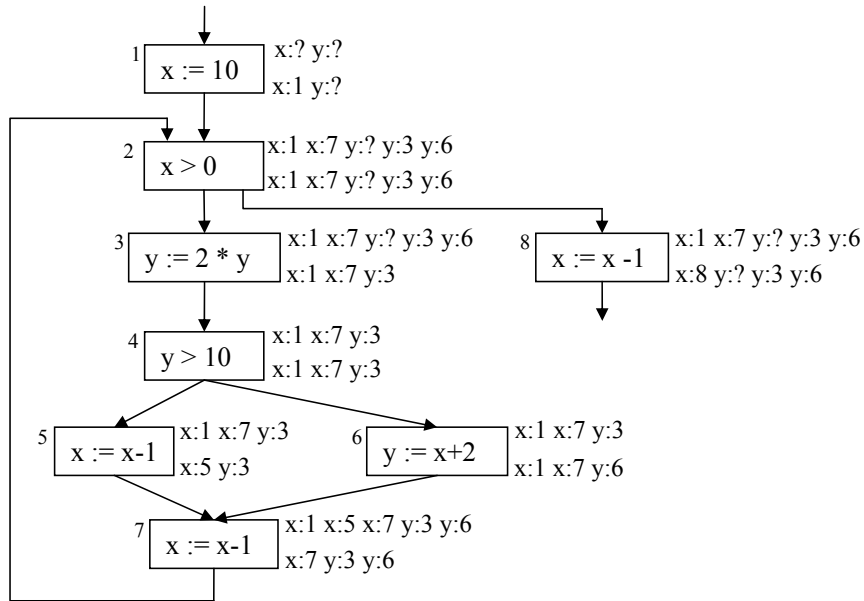 1
x := 10
x:? y:?
x:1 y:?
2
x > 0
x:1 x:7 y:? y:3 y:6
x:1 x:7 y:? y:3 y:6
3
y := 2 * y
x:1 x:7 y:? y:3 y:6
x:1 x:7 y:3
8
x := x -1
x:1 x:7 y:? y:3 y:6
x:8 y:? y:3 y:6
4
y > 10
x:1 x:7 y:3
x:1 x:7 y:3
5
x := x-1
x:1 x:7 y:3
x:5 y:3
6
y := x+2
x:1 x:7 y:3
x:1 x:7 y:6
7
x := x-1
x:1 x:5 x:7 y:3 y:6
x:7 y:3 y:6